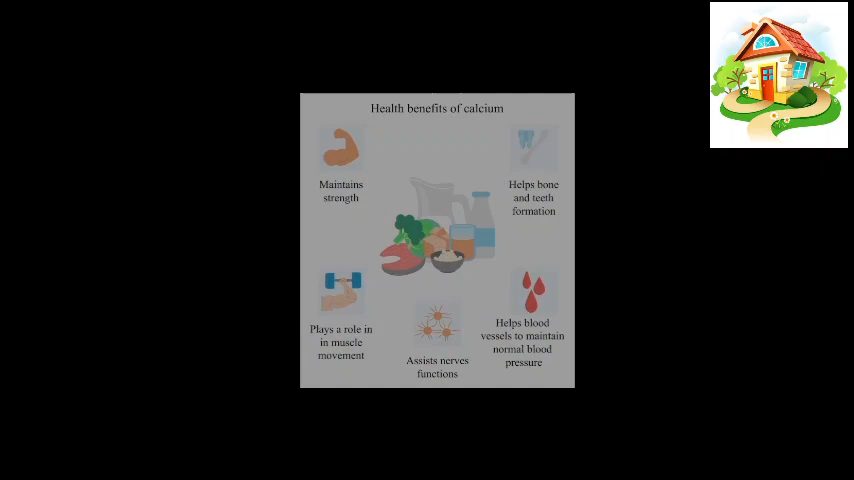 Health benefits of calcium
Maintains
strength
Helps bone
and teeth
formation
Plays a role in
in muscle
movement
Assists nerves
functions
Helps blood
vessels to maintain
normal blood
pressure